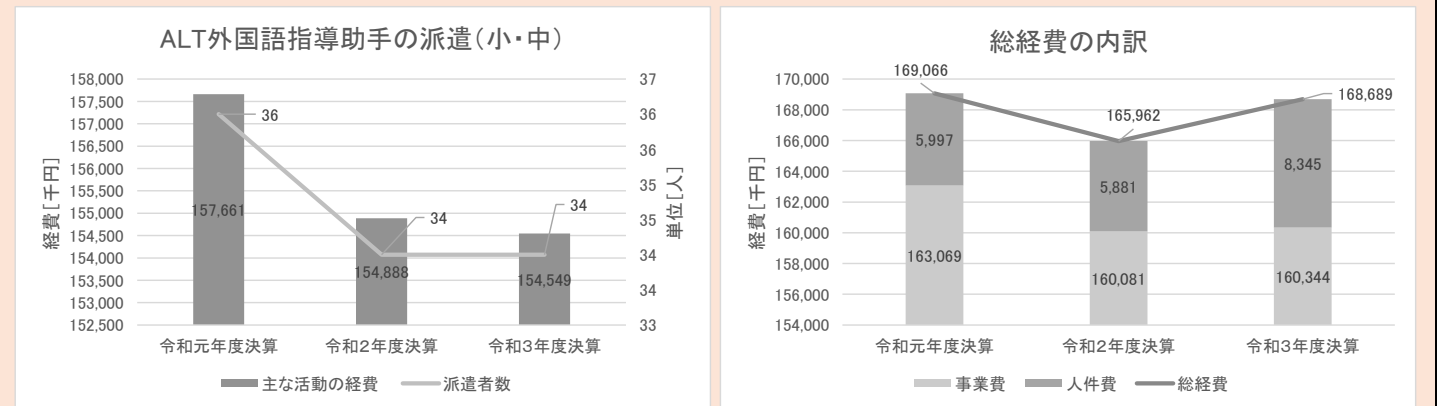 ALT外国語指導助手の派遣(小・中)
158,000
157,500
157,000
156,500
156,000
155,500
155,000
154,500
154,000
153,500
153,000
152,500
経費[千円]
37
36
36
35
35
34
34
33
単位[人]
36
34
34
157,661
154,888
154,549
令和元年度決算
令和2年度決算
令和3年度決算
主な活動の経費
派遣者数
総経費の内訳
170,000
168,000
166,000
164,000
162,000
160,000
158,000
156,000
154,000
経費[千円]
169,066
165,962
168,689
5,997
5,881
8,345
163,069
160,081
160,344
令和元年度決算
令和2年度決算
令和3年度決算
事業費
人件費
総経費